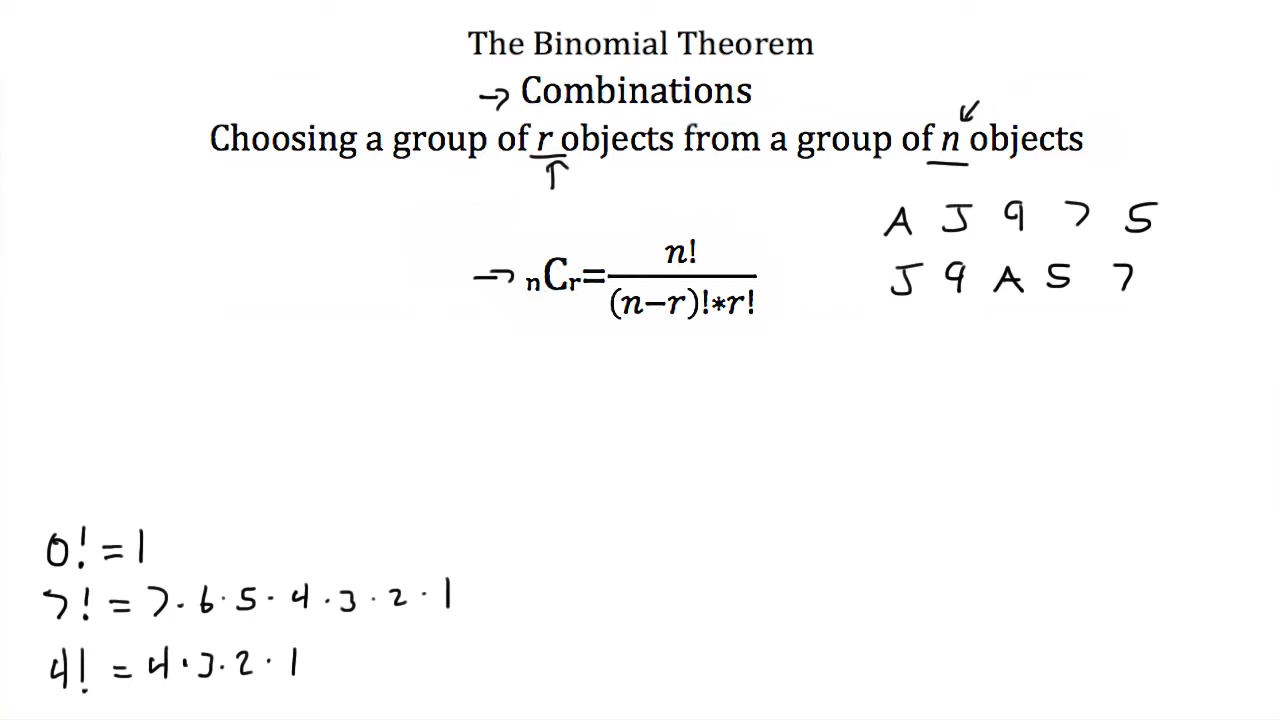 The Binomial Theorem
→ Combinations
Choosing a group of r objects from a group of n objects
A J 9 7 5
→ nCr = n! / (n−r)!∗r!
J 9 A 5 7
0! = 1
7! = 7 · 6 · 5 · 4 · 3 · 2 · 1
4! = 4 · 3 · 2 · 1